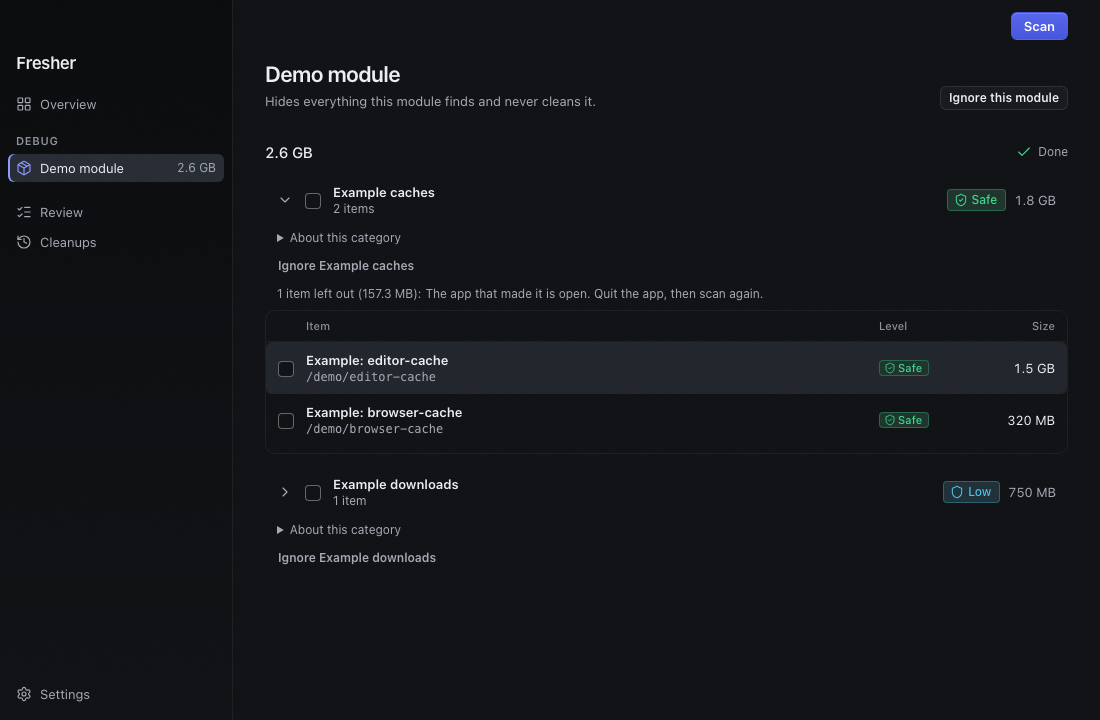 Scan
Fresher
Overview
DEBUG
Demo module 2.6 GB
Review
Cleanups
Settings
Demo module
Hides everything this module finds and never cleans it.
Ignore this module
2.6 GB
Done
Example caches
2 items
Safe 1.8 GB
About this category
Ignore Example caches
1 item left out (157.3 MB): The app that made it is open. Quit the app, then scan again.
Item Level Size
Example: editor-cache
/demo/editor-cache
Safe 1.5 GB
Example: browser-cache
/demo/browser-cache
Safe 320 MB
Example downloads
1 item
Low 750 MB
About this category
Ignore Example downloads